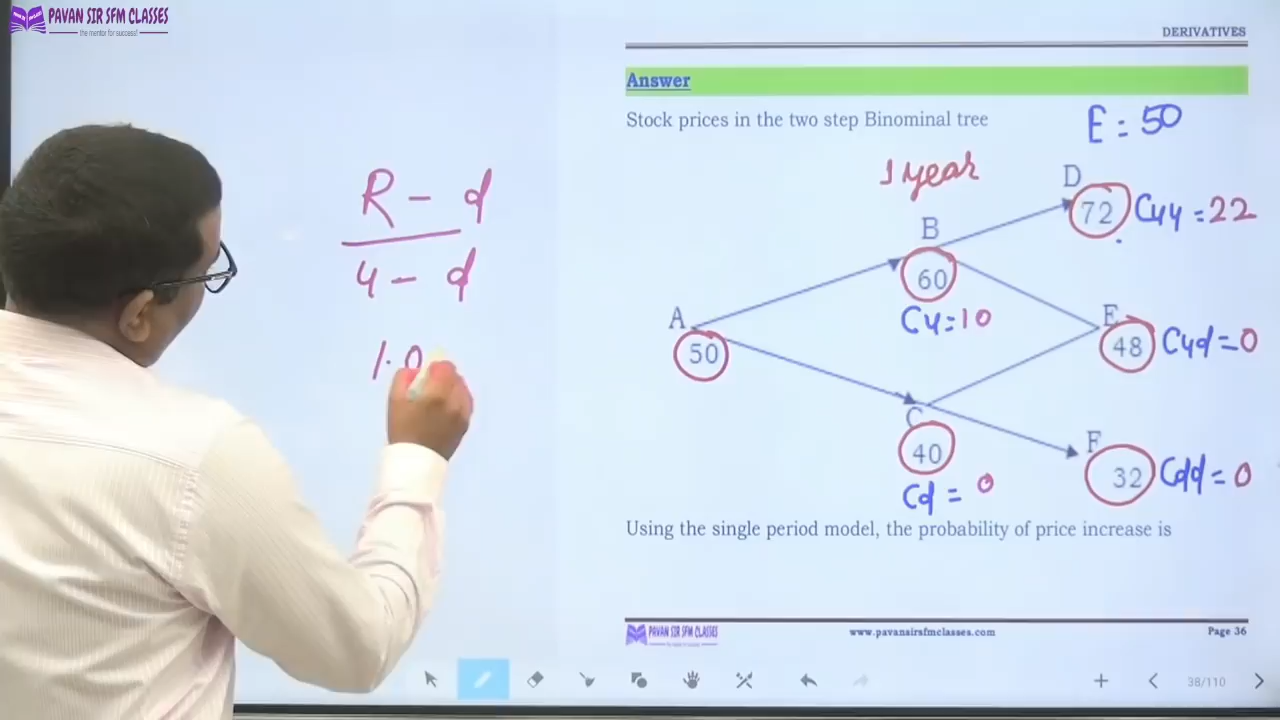 PAVAN SIR SFM CLASSES
the mentor for success!
DERIVATIVES
Answer
Stock prices in the two step Binominal tree
E = 50
1 year
D
72
Cuu = 22
B
60
Cu = 10
A
50
E
48
Cud = 0
C
40
Cd = 0
F
32
Cdd = 0
R - d
u - d
1.0
Using the single period model, the probability of price increase is
PAVAN SIR SFM CLASSES
www.pavansirsfmclasses.com
Page 36
38/110